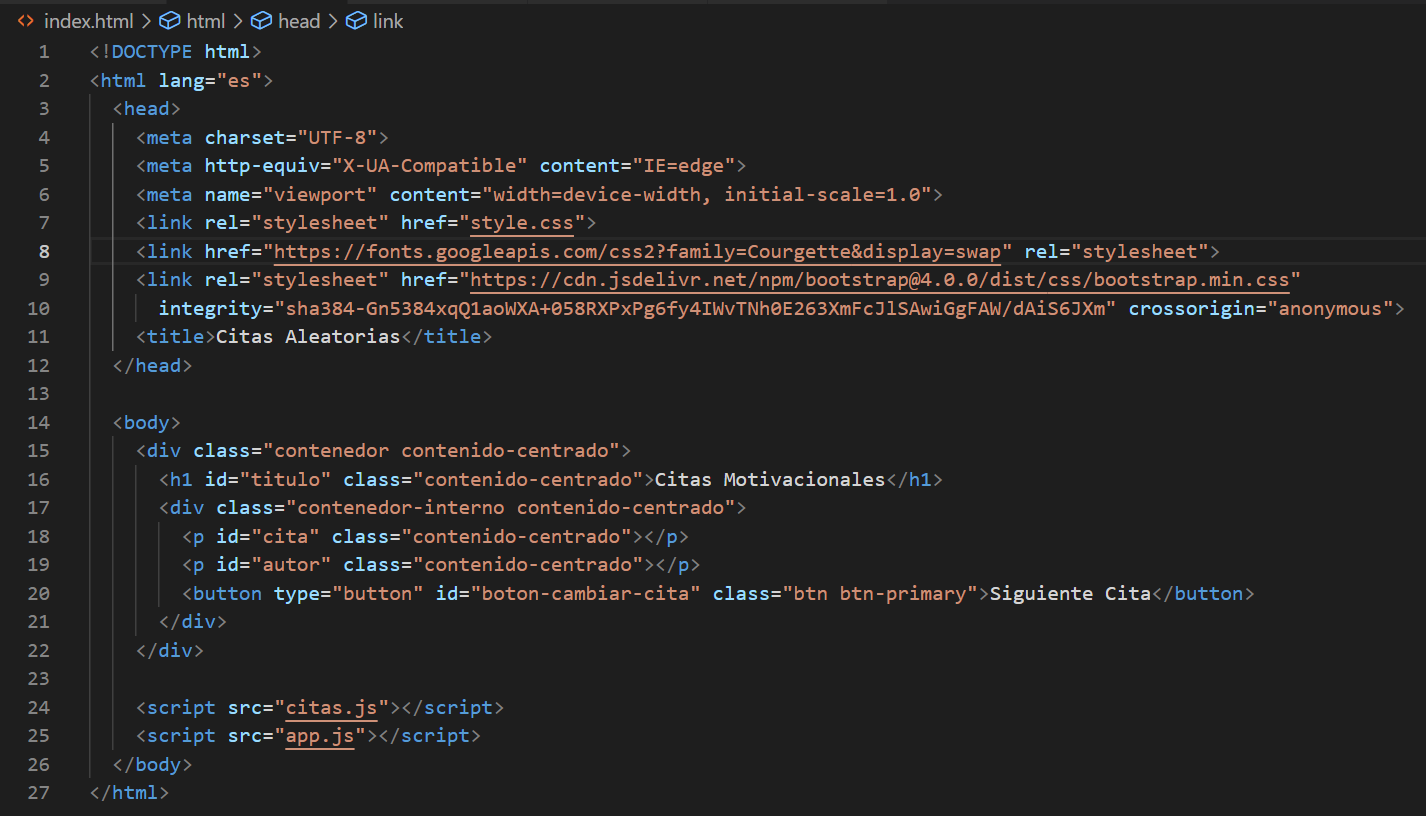 index.html > html > head > link
1 <!DOCTYPE html>
2 <html lang="es">
3 <head>
4 <meta charset="UTF-8">
5 <meta http-equiv="X-UA-Compatible" content="IE=edge">
6 <meta name="viewport" content="width=device-width, initial-scale=1.0">
7 <link rel="stylesheet" href="style.css">
8 <link href="https://fonts.googleapis.com/css2?family=Courgette&display=swap" rel="stylesheet">
9 <link rel="stylesheet" href="https://cdn.jsdelivr.net/npm/bootstrap@4.0.0/dist/css/bootstrap.min.css"
10 integrity="sha384-Gn5384xqQ1aoWXA+058RXPxPg6fy4IWvTNh0E263XmFcJlSAwiGgFAW/dAiS6JXm" crossorigin="anonymous">
11 <title>Citas Aleatorias</title>
12 </head>
13
14 <body>
15 <div class="contenedor contenido-centrado">
16 <h1 id="titulo" class="contenido-centrado">Citas Motivacionales</h1>
17 <div class="contenedor-interno contenido-centrado">
18 <p id="cita" class="contenido-centrado"></p>
19 <p id="autor" class="contenido-centrado"></p>
20 <button type="button" id="boton-cambiar-cita" class="btn btn-primary">Siguiente Cita</button>
21 </div>
22 </div>
23
24 <script src="citas.js"></script>
25 <script src="app.js"></script>
26 </body>
27 </html>